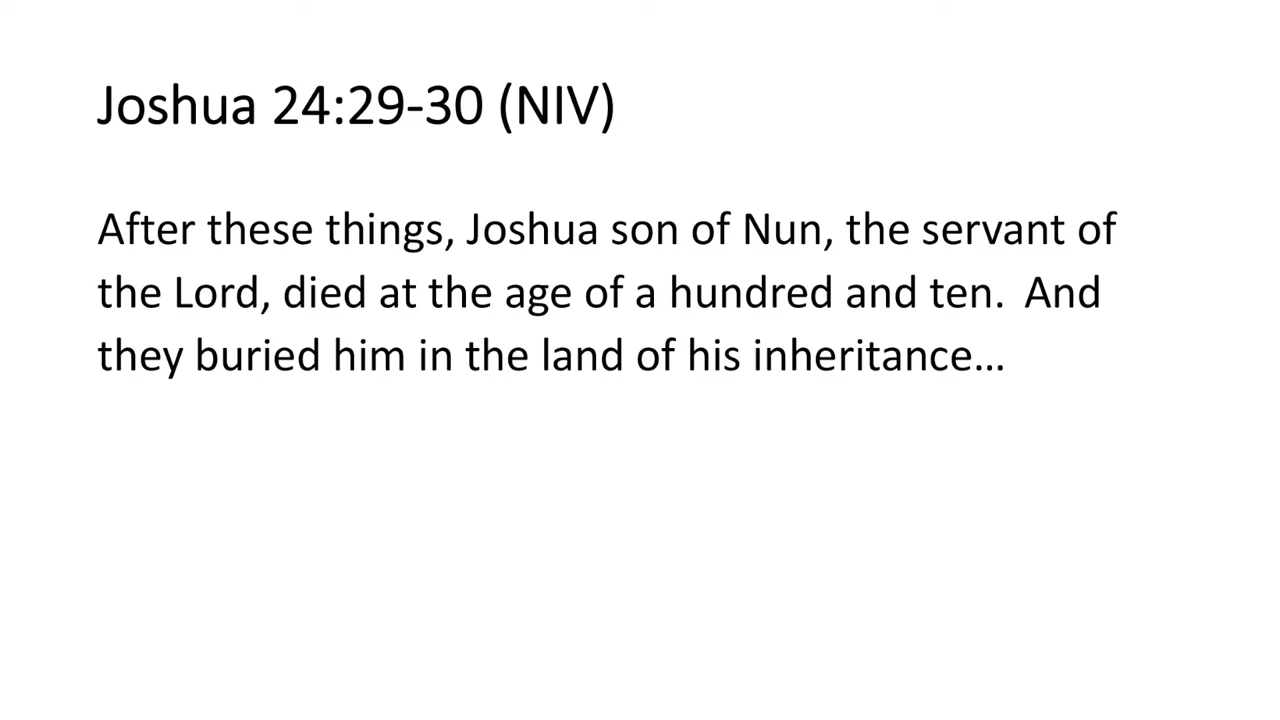 Joshua 24:29-30 (NIV)
After these things, Joshua son of Nun, the servant of
the Lord, died at the age of a hundred and ten.  And
they buried him in the land of his inheritance…